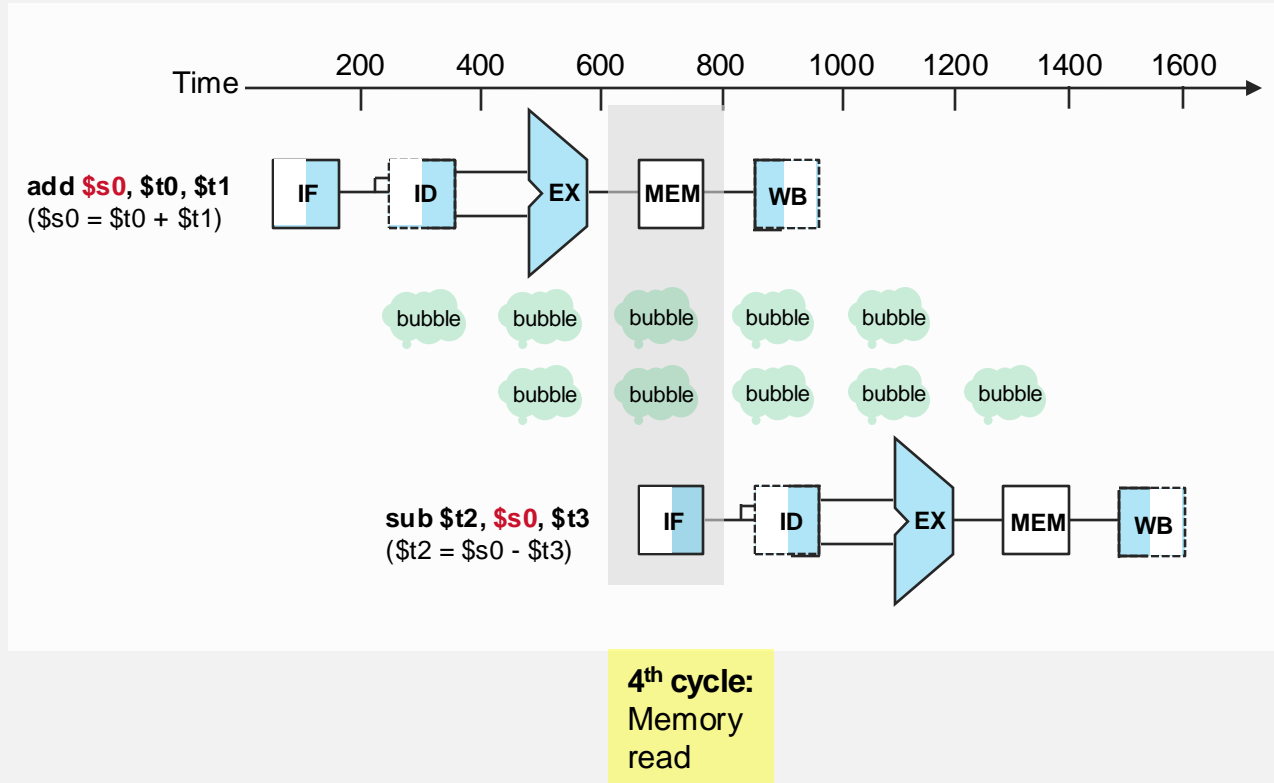 200 400 600 800 1000 1200 1400 1600
Time
add $s0, $t0, $t1
($s0 = $t0 + $t1)
IF ID EX MEM WB
bubble bubble bubble bubble bubble
bubble bubble bubble bubble bubble
sub $t2, $s0, $t3
($t2 = $s0 - $t3)
IF ID EX MEM WB
4th cycle:
Memory
read